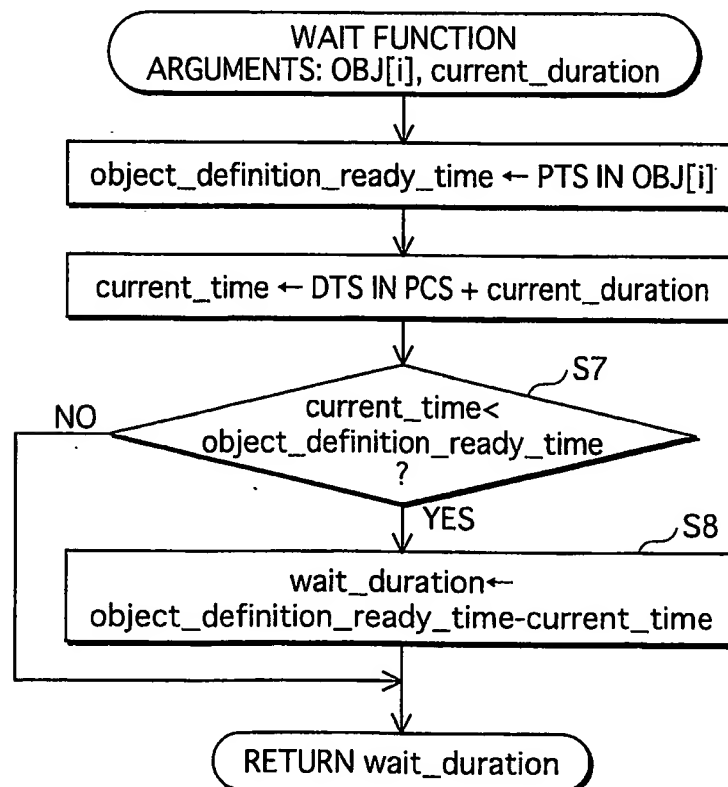 WAIT FUNCTION
ARGUMENTS: OBJ[i], current_duration
object_definition_ready_time ← PTS IN OBJ[i]
current_time ← DTS IN PCS + current_duration
S7
current_time<
object_definition_ready_time
?
NO
YES
S8
wait_duration←
object_definition_ready_time-current_time
RETURN wait_duration